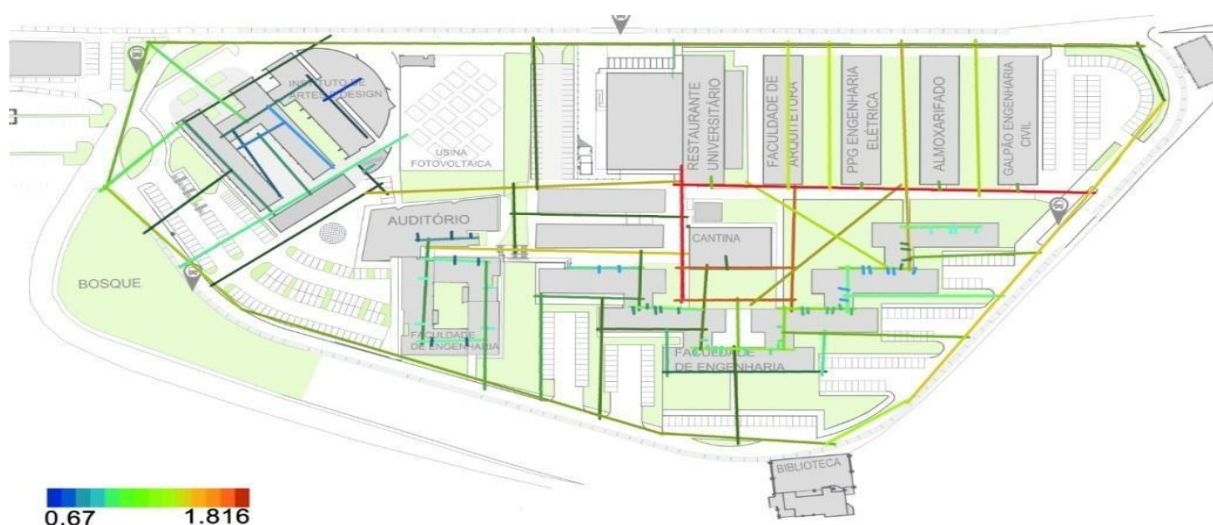 INSTITUTO DE
ARTES E DESIGN
USINA
FOTOVOLTAICA
RESTAURANTE
UNIVERSITÁRIO
FACULDADE DE
ARQUITETURA
PPG ENGENHARIA
ELÉTRICA
ALMOXARIFADO
GALPÃO ENGENHARIA
CIVIL
AUDITÓRIO
CANTINA
BOSQUE
FACULDADE
DE ENGENHARIA
FACULDADE
DE ENGENHARIA
BIBLIOTECA
0.67
1.816